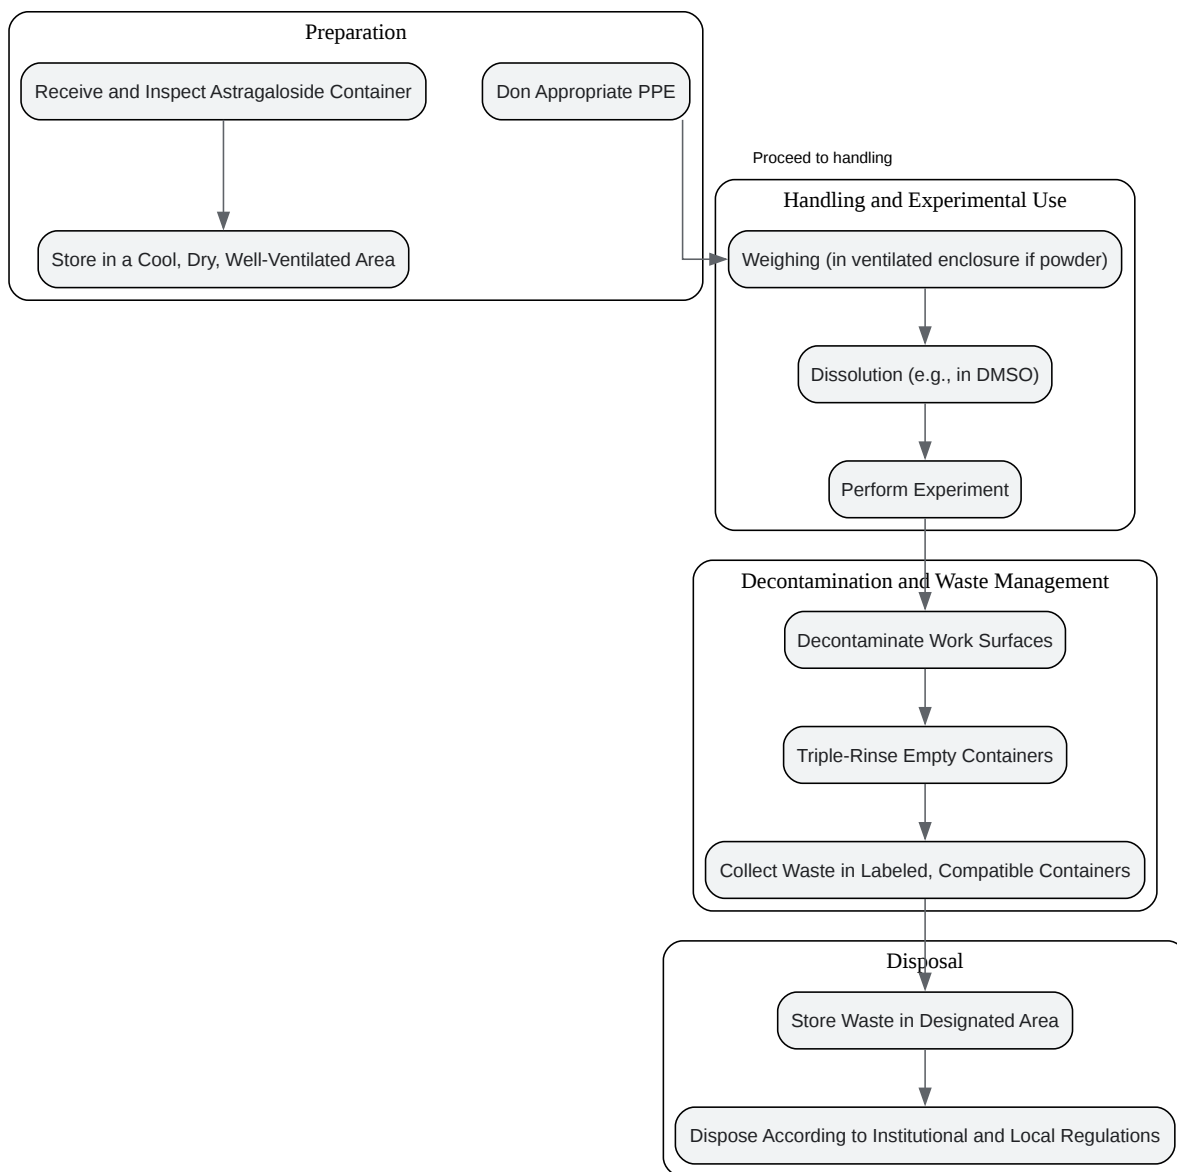 Preparation
Receive and Inspect Astragaloside Container
Don Appropriate PPE
Store in a Cool, Dry, Well-Ventilated Area
Proceed to handling
Handling and Experimental Use
Weighing (in ventilated enclosure if powder)
Dissolution (e.g., in DMSO)
Perform Experiment
Decontamination and Waste Management
Decontaminate Work Surfaces
Triple-Rinse Empty Containers
Collect Waste in Labeled, Compatible Containers
Disposal
Store Waste in Designated Area
Dispose According to Institutional and Local Regulations